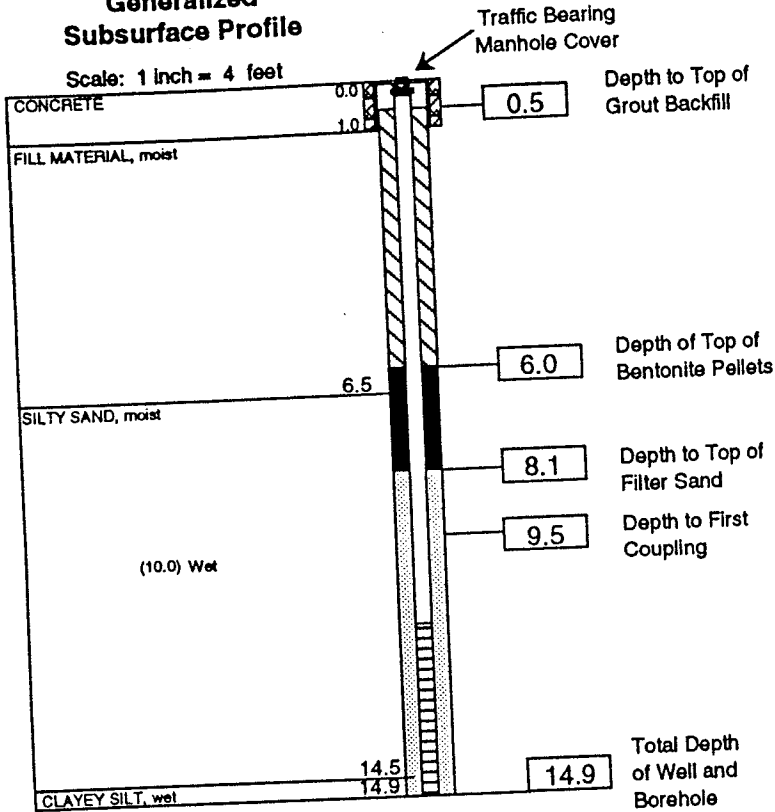 Generalized
Subsurface Profile
Scale: 1 inch = 4 feet
Traffic Bearing
Manhole Cover
CONCRETE
0.0
1.0
0.5
Depth to Top of
Grout Backfill
FILL MATERIAL, moist
6.0
Depth of Top of
Bentonite Pellets
6.5
SILTY SAND, moist
8.1
Depth to Top of
Filter Sand
9.5
Depth to First
Coupling
(10.0) Wet
14.5
14.9
CLAYEY SILT, wet
14.9
Total Depth
of Well and
Borehole